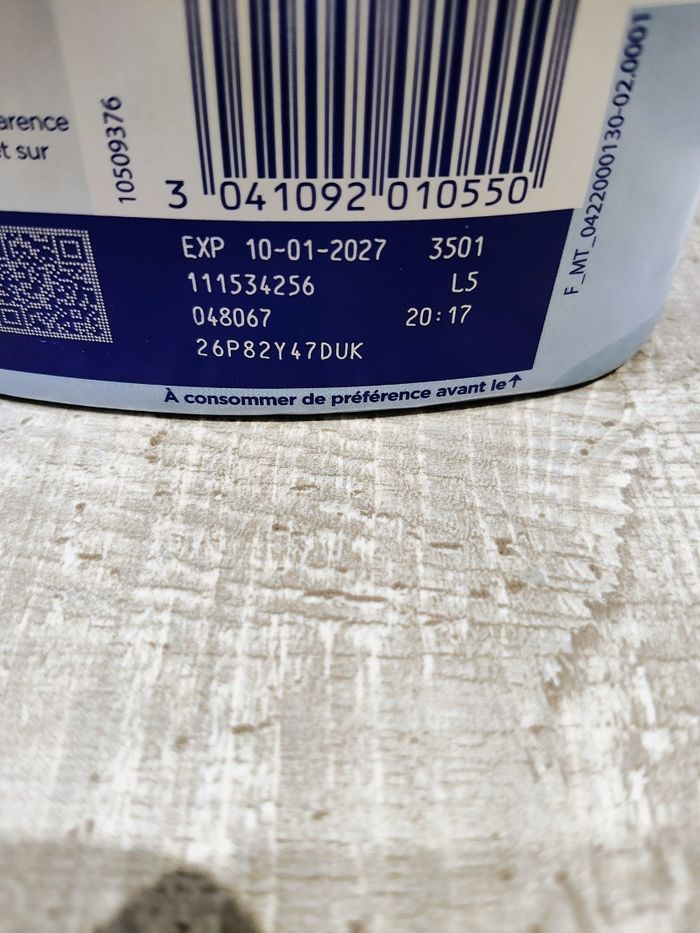 arence
t sur
10509376
3 041092 010550
F_MT_0422000130-02.0001
EXP 10-01-2027 3501
111534256 L5
048067 20:17
26P82Y47DUK
À consommer de préférence avant le↑